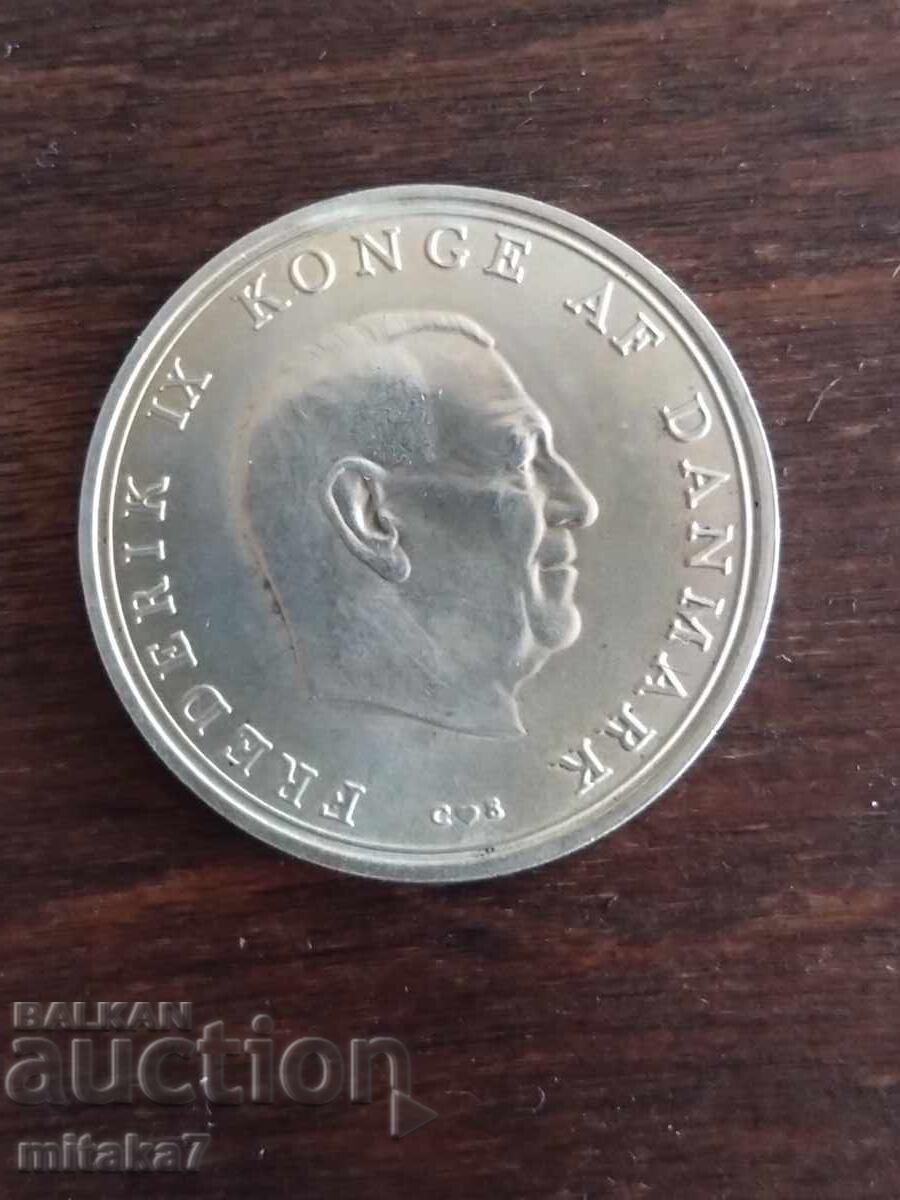 FREDERIK IX KONGE AF DANMARK
C♥S
BALKAN
auction
mitaka7